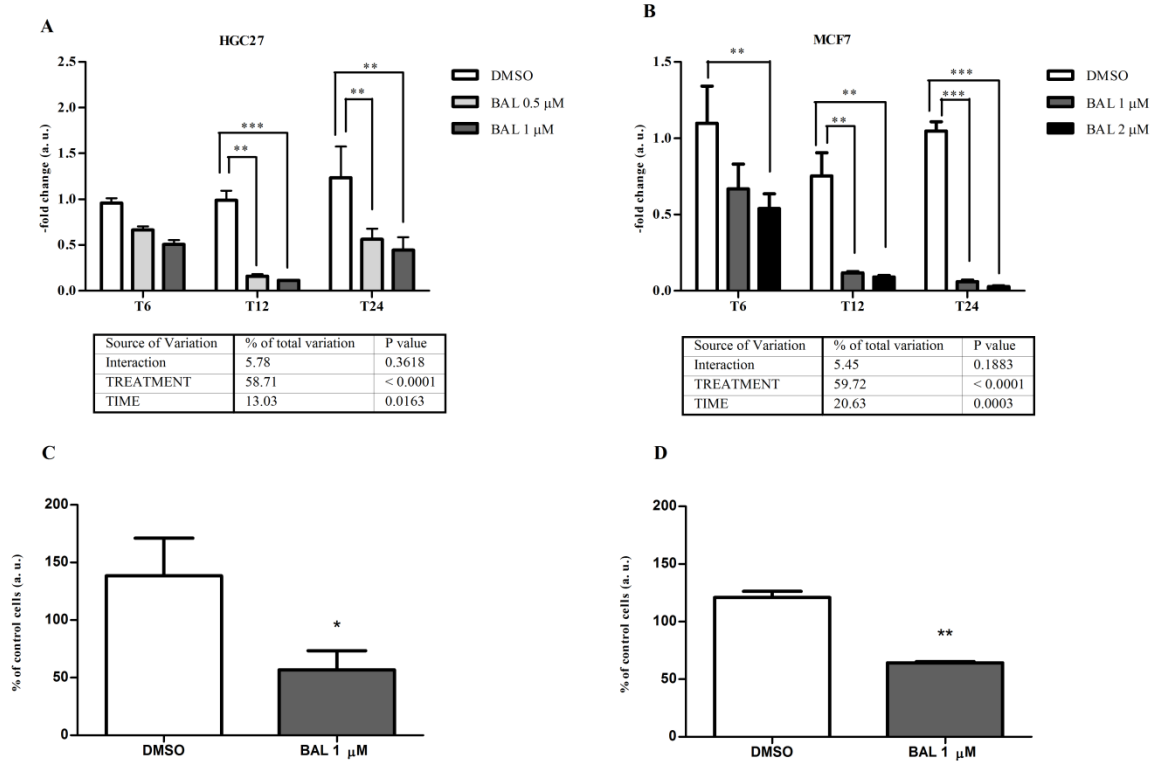 A
HGC27
-fold change (a. u.)
2.5
2.0
1.5
1.0
0.5
0.0
**
**
***
**
T6
T12
T24
DMSO
BAL 0.5 µM
BAL 1 µM
Source of Variation % of total variation P value
Interaction 5.78 0.3618
TREATMENT 58.71 < 0.0001
TIME 13.03 0.0163
B
MCF7
-fold change (a. u.)
1.5
1.0
0.5
0.0
**
***
**
***
**
T6
T12
T24
DMSO
BAL 1 µM
BAL 2 µM
Source of Variation % of total variation P value
Interaction 5.45 0.1883
TREATMENT 59.72 < 0.0001
TIME 20.63 0.0003
C
% of control cells (a. u.)
200
150
100
50
0
*
DMSO BAL 1 µM
D
% of control cells (a. u.)
200
150
100
50
0
**
DMSO BAL 1 µM